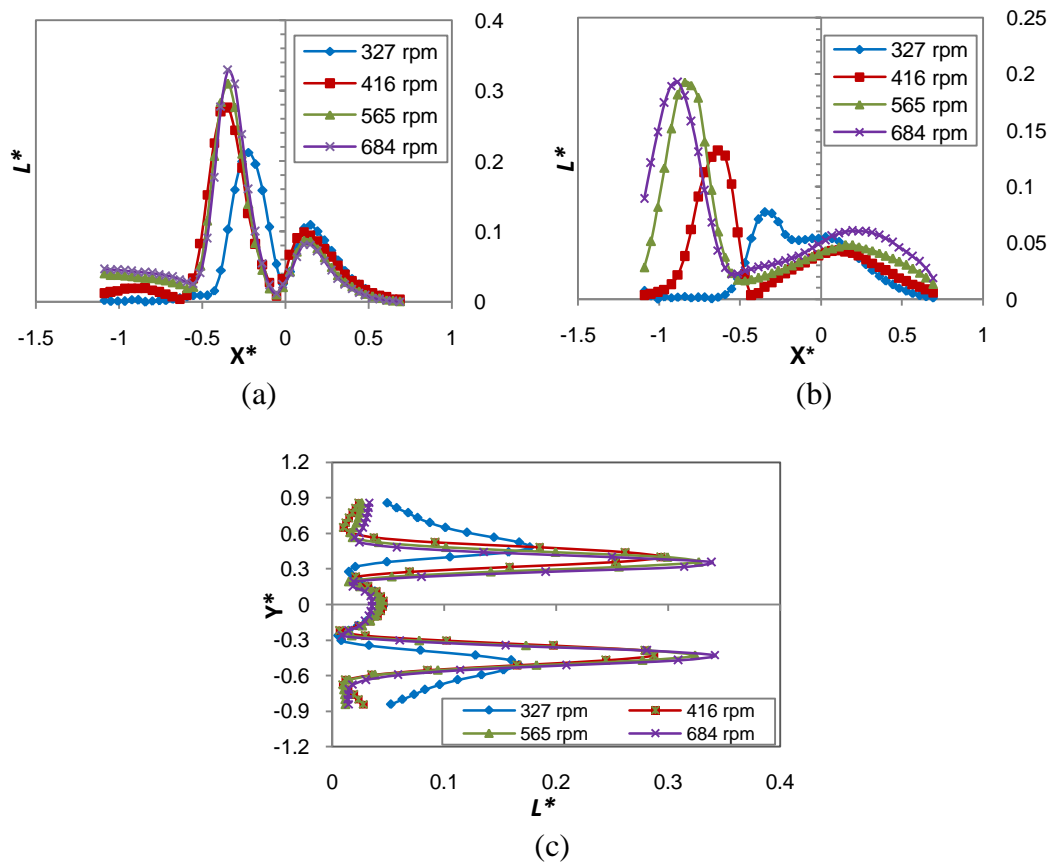 0.4
0.3
0.2
0.1
0
L*
327 rpm
416 rpm
565 rpm
684 rpm
-1.5 -1 -0.5 0 0.5 1
X*
(a)
0.25
0.2
0.15
0.1
0.05
0
L*
327 rpm
416 rpm
565 rpm
684 rpm
-1.5 -1 -0.5 0 0.5 1
X*
(b)
1.2
0.9
0.6
0.3
0
-0.3
-0.6
-0.9
-1.2
Y*
327 rpm 416 rpm
565 rpm 684 rpm
0 0.1 0.2 0.3 0.4
L*
(c)